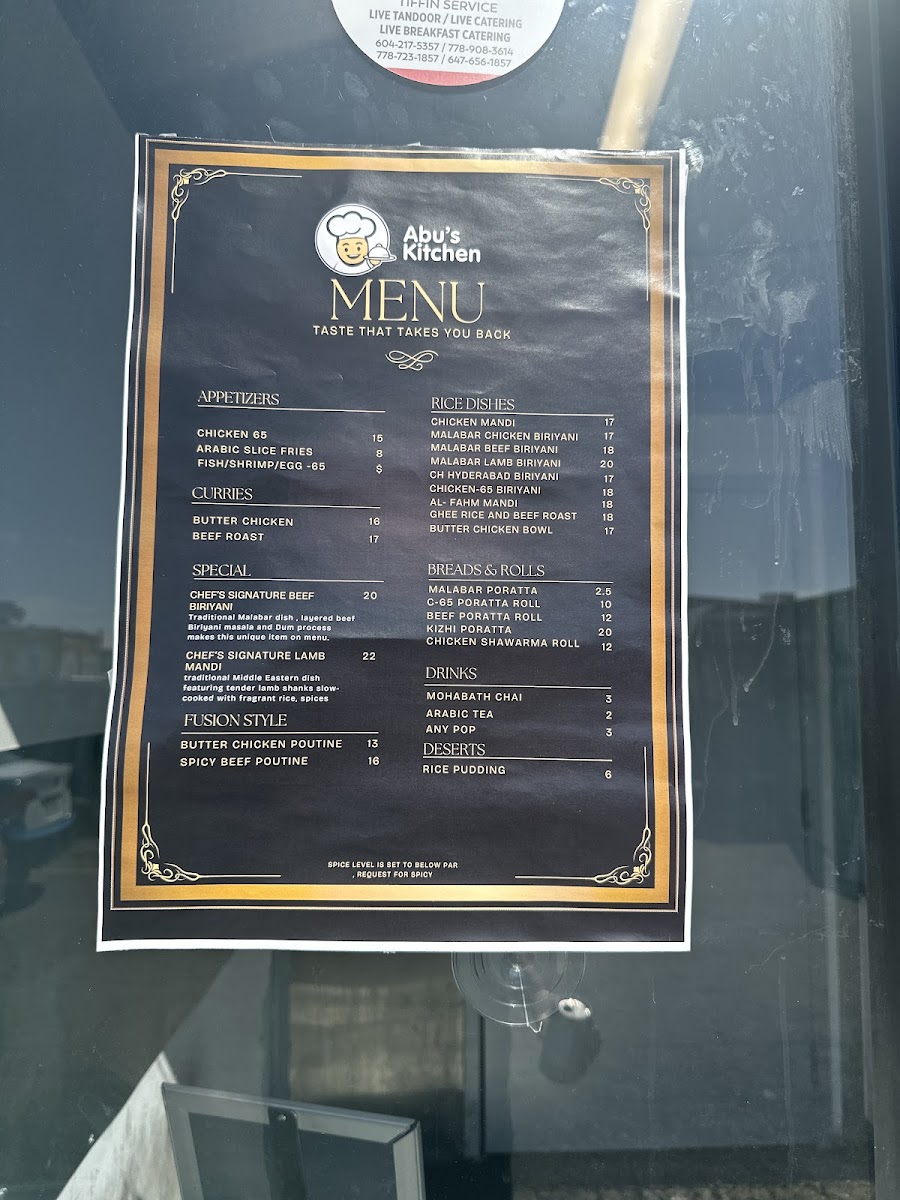 TIFFIN SERVICE
LIVE TANDOOR / LIVE CATERING
LIVE BREAKFAST CATERING
604-217-5357 / 778-908-3614
778-723-1857 / 647-656-1857
Abu's
Kitchen
MENU
TASTE THAT TAKES YOU BACK
APPETIZERS
CHICKEN 65 15
ARABIC SLICE FRIES 8
FISH/SHRIMP/EGG -65 $
CURRIES
BUTTER CHICKEN 16
BEEF ROAST 17
SPECIAL
CHEF'S SIGNATURE BEEF 20
BIRIYANI
Traditional Malabar dish , layered beef
Biriyani masala and Dum process
makes this unique item on menu.
CHEF'S SIGNATURE LAMB 22
MANDI
traditional Middle Eastern dish
featuring tender lamb shanks slow-
cooked with fragrant rice, spices
FUSION STYLE
BUTTER CHICKEN POUTINE 13
SPICY BEEF POUTINE 16
RICE DISHES
CHICKEN MANDI 17
MALABAR CHICKEN BIRIYANI 17
MALABAR BEEF BIRIYANI 18
MALABAR LAMB BIRIYANI 20
CH HYDERABAD BIRIYANI 17
CHICKEN-65 BIRIYANI 18
AL- FAHM MANDI 18
GHEE RICE AND BEEF ROAST 18
BUTTER CHICKEN BOWL 17
BREADS & ROLLS
MALABAR PORATTA 2.5
C-65 PORATTA ROLL 10
BEEF PORATTA ROLL 12
KIZHI PORATTA 20
CHICKEN SHAWARMA ROLL 12
DRINKS
MOHABATH CHAI 3
ARABIC TEA 2
ANY POP 3
DESERTS
RICE PUDDING 6
SPICE LEVEL IS SET TO BELOW PAR
, REQUEST FOR SPICY